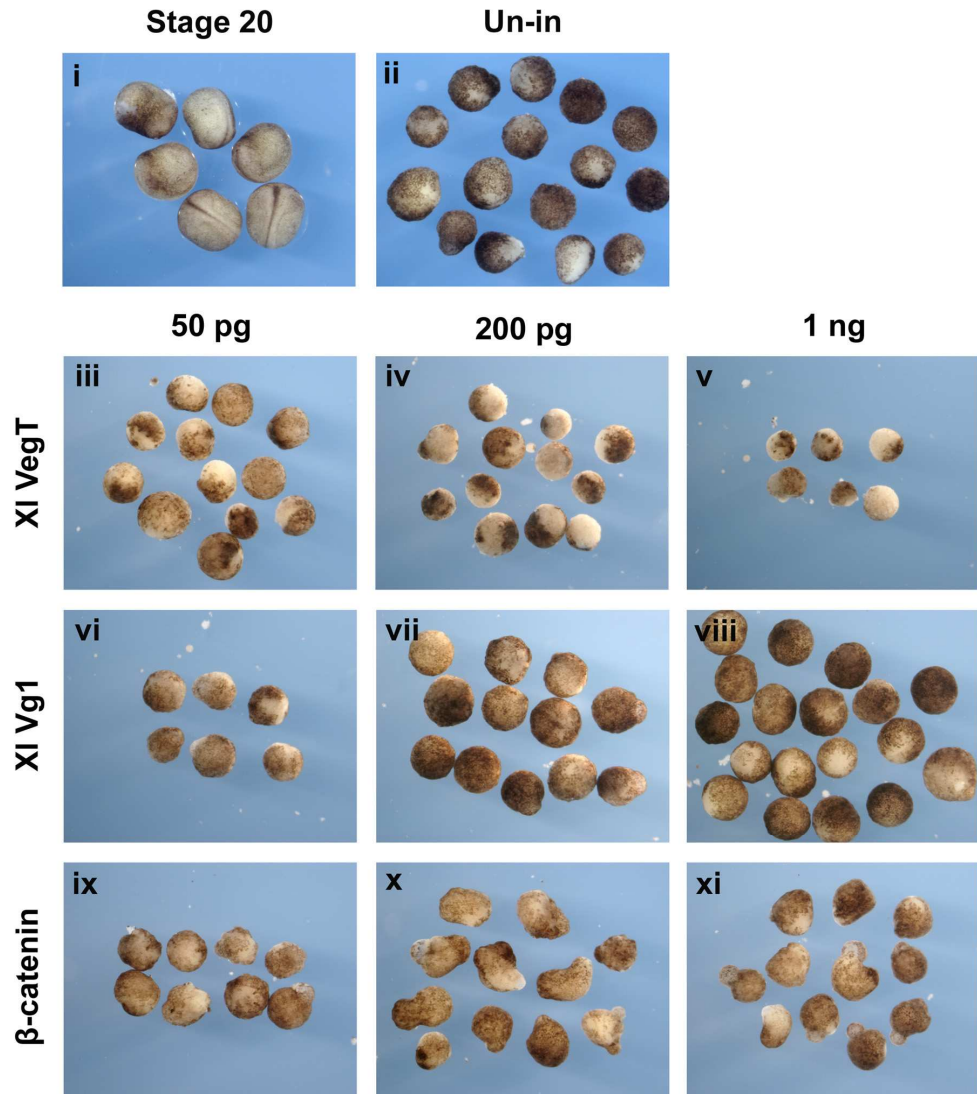 Stage 20
Un-in
i
ii
50 pg
200 pg
1 ng
Xl VegT
iii
iv
v
Xl Vg1
vi
vii
viii
β-catenin
ix
x
xi